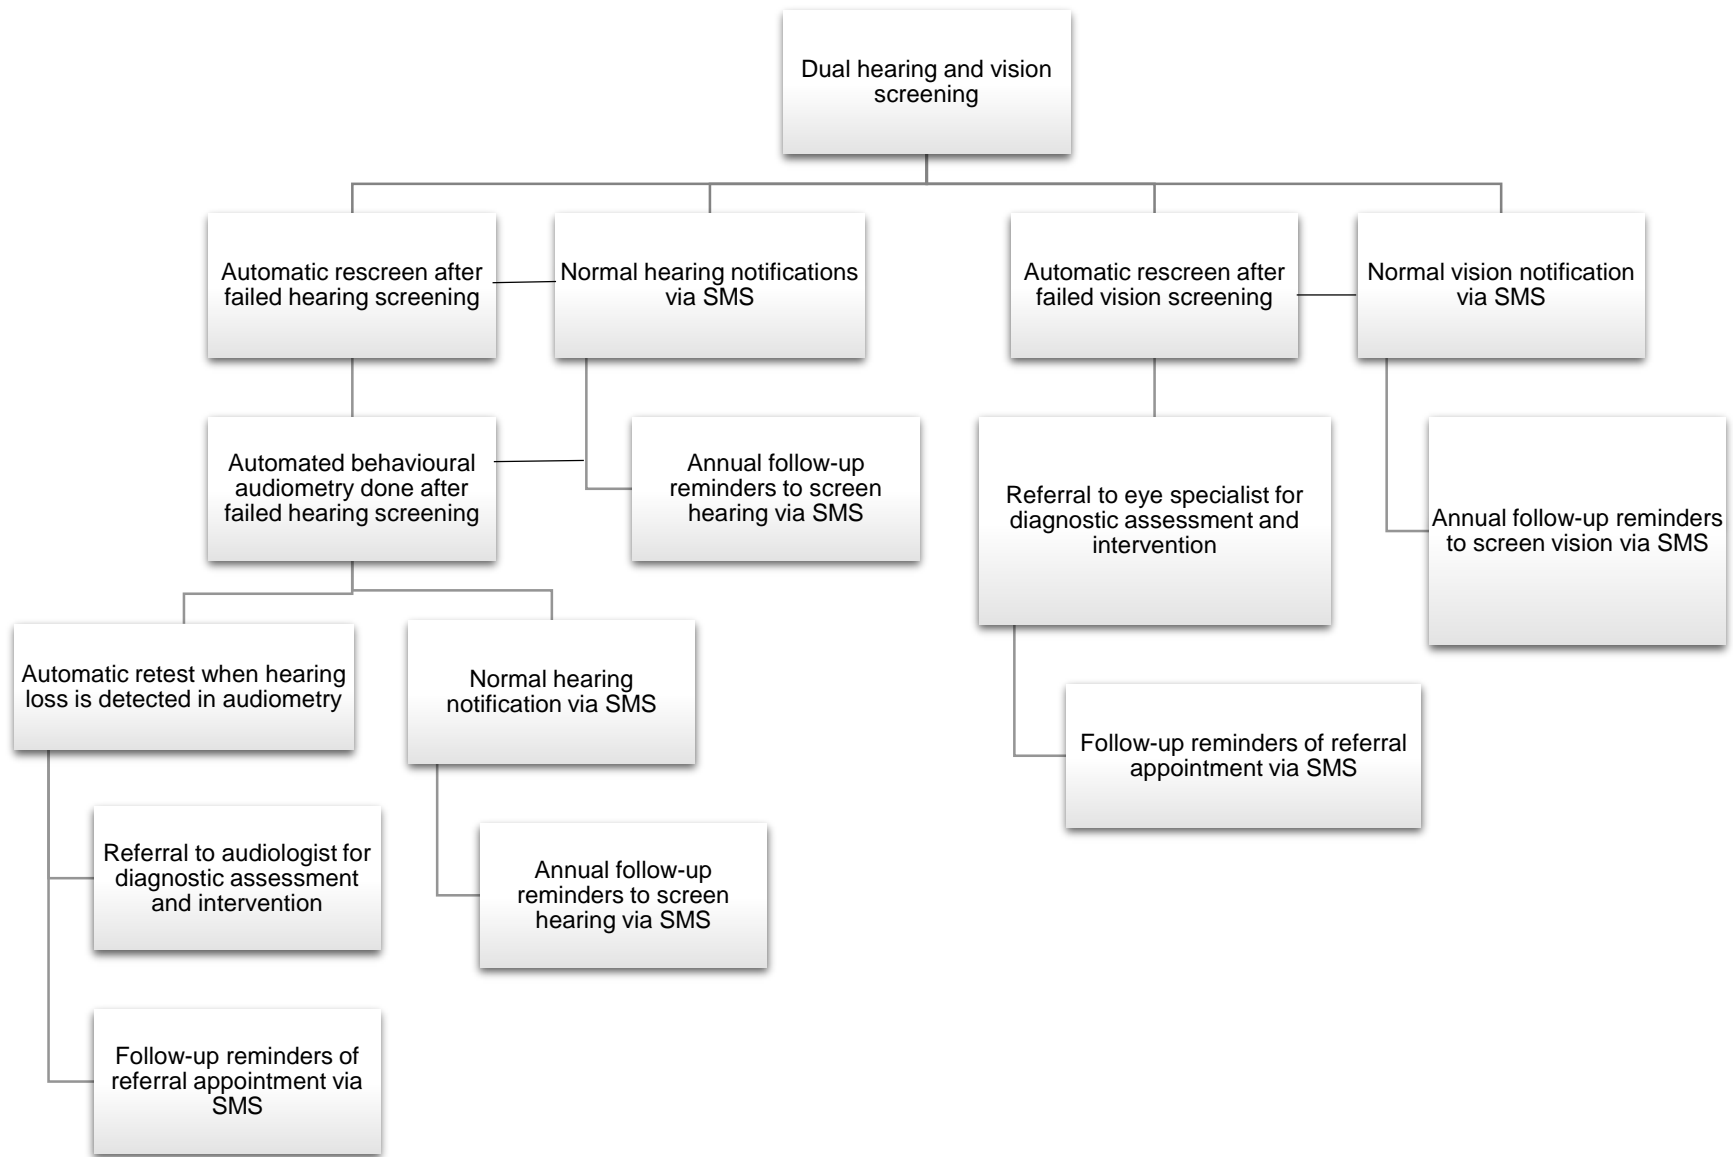 Dual hearing and vision
screening
Automatic rescreen after
failed hearing screening
Normal hearing notifications
via SMS
Automatic rescreen after
failed vision screening
Normal vision notification
via SMS
Automated behavioural
audiometry done after
failed hearing screening
Annual follow-up
reminders to screen
hearing via SMS
Referral to eye specialist for
diagnostic assessment and
intervention
Annual follow-up reminders
to screen vision via SMS
Automatic retest when hearing
loss is detected in audiometry
Normal hearing
notification via SMS
Follow-up reminders of referral
appointment via SMS
Referral to audiologist for
diagnostic assessment
and intervention
Annual follow-up
reminders to screen
hearing via SMS
Follow-up reminders of
referral appointment via
SMS